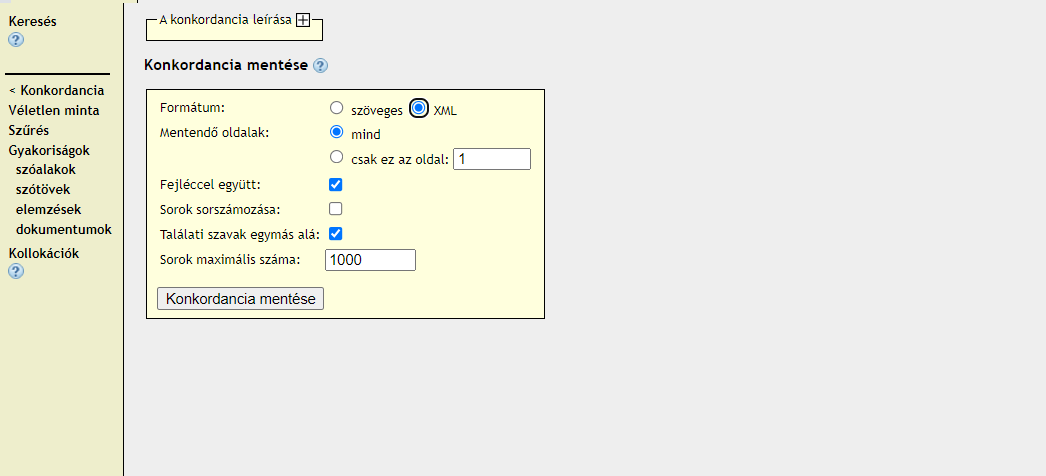 Keresés
< Konkordancia
Véletlen minta
Szűrés
Gyakoriságok
szóalakok
szótövek
elemzések
dokumentumok
Kollokációk
A konkordancia leírása
Konkordancia mentése
Formátum: szöveges XML
Mentendő oldalak: mind
csak ez az oldal: 1
Fejléccel együtt:
Sorok sorszámozása:
Találati szavak egymás alá:
Sorok maximális száma: 1000
Konkordancia mentése